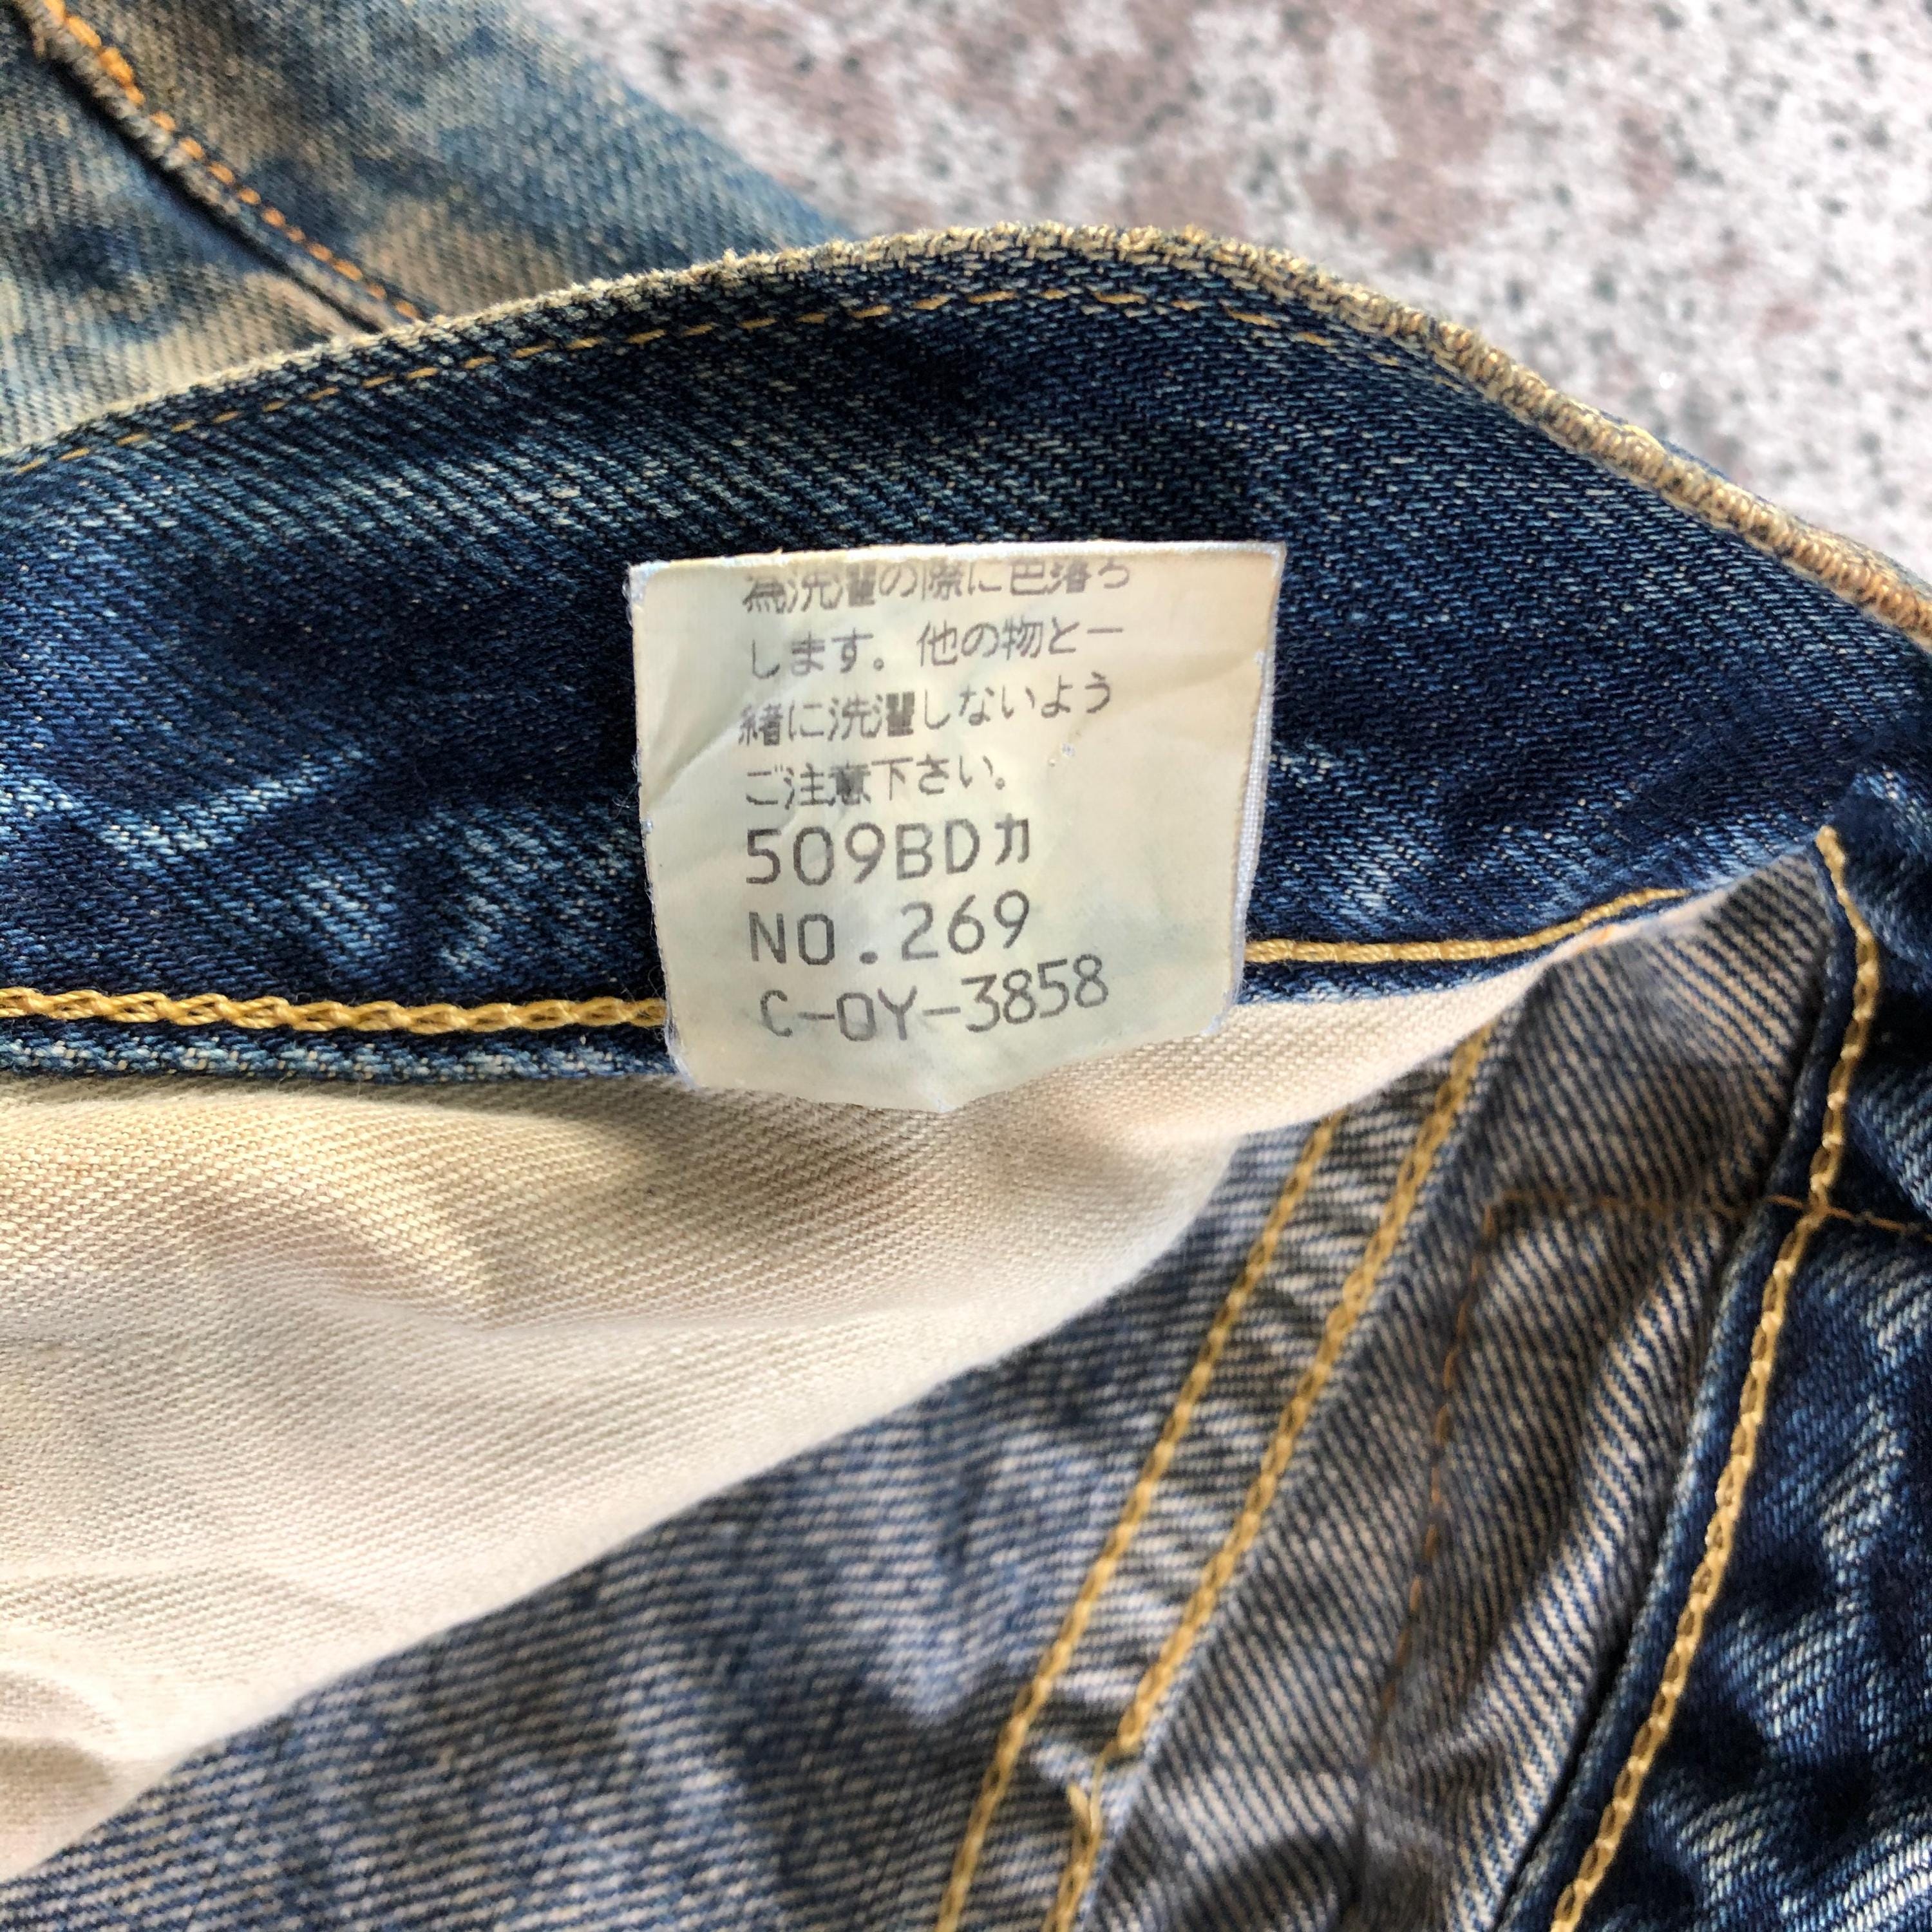 為洗濯の際に色落ち
します。他の物と一
緒に洗濯しないよう
ご注意下さい。
509BDカ
NO.269
C-OY-3858